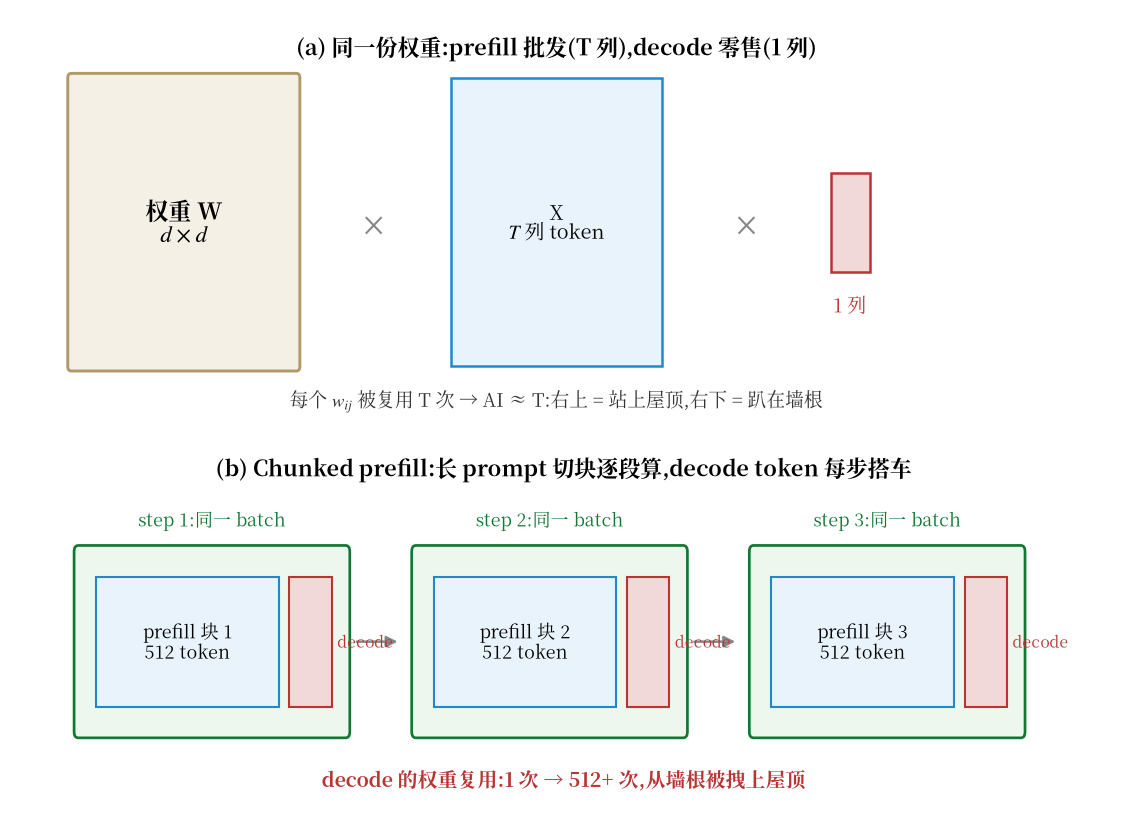 (a) 同一份权重:prefill 批发(T 列),decode 零售(1 列)
权重 W
d × d
×
X
T 列 token
×
1 列
每个 w_ij 被复用 T 次 → AI ≈ T:右上 = 站上屋顶,右下 = 趴在墙根
(b) Chunked prefill:长 prompt 切块逐段算,decode token 每步搭车
step 1:同一 batch
step 2:同一 batch
step 3:同一 batch
prefill 块 1
512 token
decode
prefill 块 2
512 token
decode
prefill 块 3
512 token
decode
decode 的权重复用:1 次 → 512+ 次,从墙根被拽上屋顶